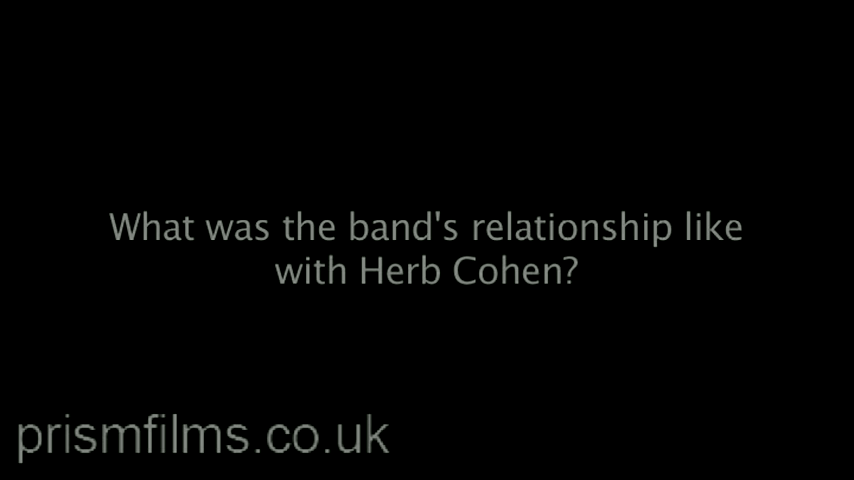 What was the band's relationship like
with Herb Cohen?
prismfilms.co.uk